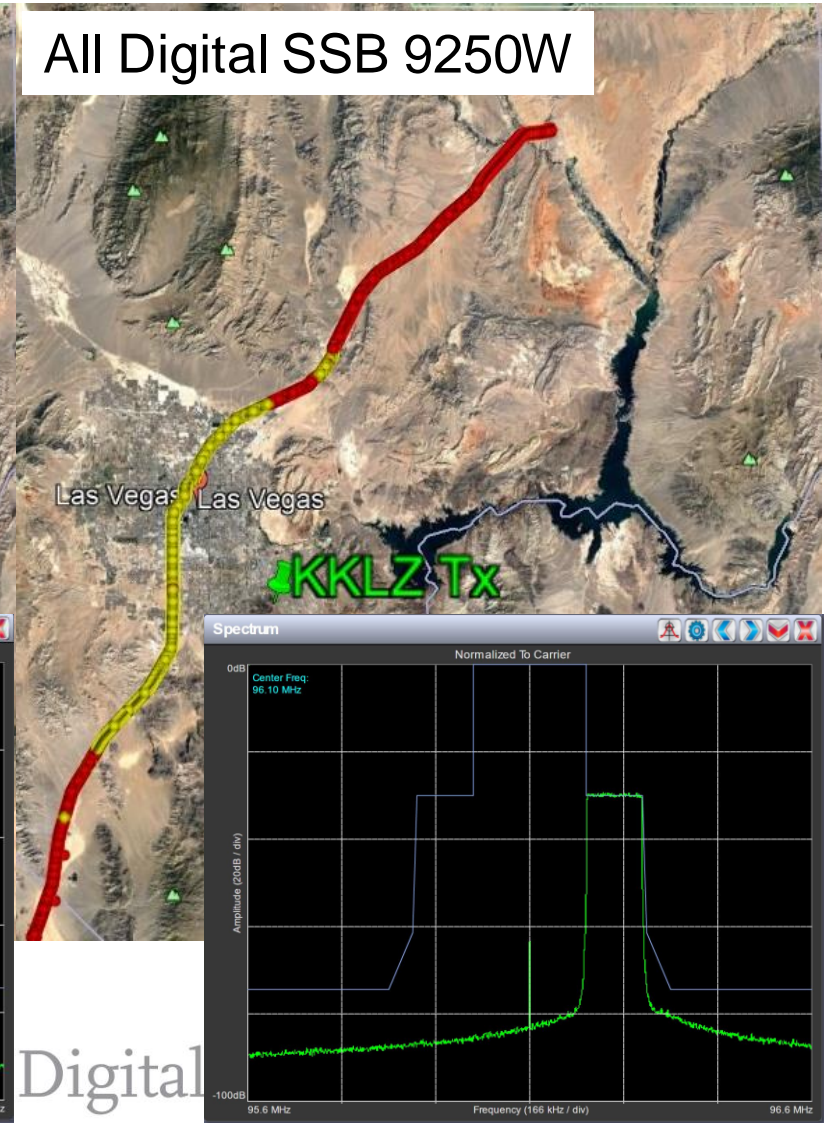 All Digital SSB 9250W
Las Vegas
Las Vegas
KKLZ Tx
Spectrum
Normalized To Carrier
0dB
Center Freq:
96.10 MHz
Amplitude (20dB / div)
-100dB
95.6 MHz
Frequency (166 kHz / div)
96.6 MHz
z
Digital